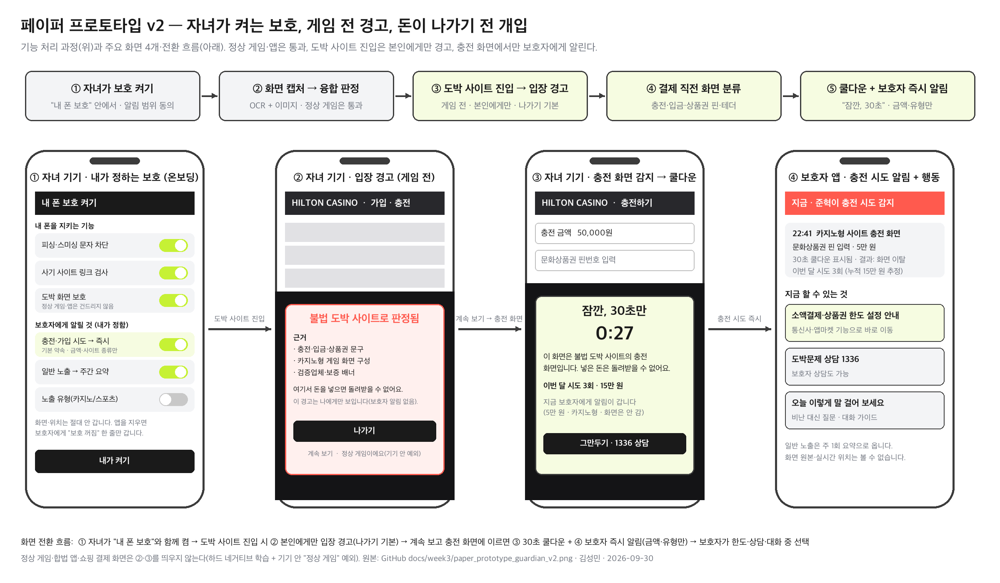 페이퍼 프로토타입 v2 — 자녀가 켜는 보호, 게임 전 경고, 돈이 나가기 전 개입
기능 처리 과정(위)과 주요 화면 4개·전환 흐름(아래). 정상 게임·앱은 통과, 도박 사이트 진입은 본인에게만 경고, 충전 화면에서만 보호자에게 알린다.
① 자녀가 보호 켜기
"내 폰 보호" 안에서 · 알림 범위 동의
② 화면 캡처 → 융합 판정
OCR + 이미지 · 정상 게임은 통과
③ 도박 사이트 진입 → 입장 경고
게임 전 · 본인에게만 · 나가기 기본
④ 결제 직전 화면 분류
충전·입금·상품권 핀·테더
⑤ 쿨다운 + 보호자 즉시 알림
"잠깐, 30초" · 금액·유형만
① 자녀 기기 · 내가 정하는 보호 (온보딩)
내 폰 보호 켜기
내 폰을 지키는 기능
피싱·스미싱 문자 차단
사기 사이트 링크 검사
도박 화면 보호
정상 게임·앱은 건드리지 않음
보호자에게 알릴 것 (내가 정함)
충전·가입 시도 → 즉시
기본 약속 · 금액·사이트 종류만
일반 노출 → 주간 요약
노출 유형(카지노/스포츠)
화면·위치는 절대 안 갑니다. 앱을 지우면
보호자에게 "보호 꺼짐" 한 줄만 갑니다.
내가 켜기
도박 사이트 진입
② 자녀 기기 · 입장 경고 (게임 전)
HILTON CASINO · 가입 · 충전
불법 도박 사이트로 판정됨
근거
· 충전·입금·상품권 문구
· 카지노형 게임 화면 구성
· 검증업체·보증 배너
여기서 돈을 넣으면 돌려받을 수 없어요.
이 경고는 나에게만 보입니다(보호자 알림 없음).
나가기
계속 보기 · 정상 게임이에요(기기 안 예외)
계속 보기 → 충전 화면
③ 자녀 기기 · 충전 화면 감지 → 쿨다운
HILTON CASINO · 충전하기
충전 금액 50,000원
문화상품권 핀번호 입력
잠깐, 30초만
0:27
이 화면은 불법 도박 사이트의 충전
화면입니다. 넣은 돈은 돌려받을 수 없어요.
이번 달 시도 3회 · 15만 원
지금 보호자에게 알림이 갑니다
(5만 원 · 카지노형 · 화면은 안 감)
그만두기 · 1336 상담
충전 시도 즉시
④ 보호자 앱 · 충전 시도 알림 + 행동
지금 · 준혁이 충전 시도 감지
22:41 카지노형 사이트 충전 화면
문화상품권 핀 입력 · 5만 원
30초 쿨다운 표시됨 · 결과: 화면 이탈
이번 달 시도 3회 (누적 15만 원 추정)
지금 할 수 있는 것
소액결제·상품권 한도 설정 안내
통신사·앱마켓 기능으로 바로 이동
도박문제 상담 1336
보호자 상담도 가능
오늘 이렇게 말 걸어 보세요
비난 대신 질문 · 대화 가이드
일반 노출은 주 1회 요약으로 옵니다.
화면 원본·실시간 위치는 볼 수 없습니다.
화면 전환 흐름: ① 자녀가 "내 폰 보호"와 함께 켬 → 도박 사이트 진입 시 ② 본인에게만 입장 경고(나가기 기본) → 계속 보고 충전 화면에 이르면 ③ 30초 쿨다운 + ④ 보호자 즉시 알림(금액·유형만) → 보호자가 한도·상담·대화 중 선택
정상 게임·합법 앱·쇼핑 결제 화면은 ②·③를 띄우지 않는다(하드 네거티브 학습 + 기기 안 "정상 게임" 예외). 원본: GitHub docs/week3/paper_prototype_guardian_v2.png · 김성민 · 2026-09-30